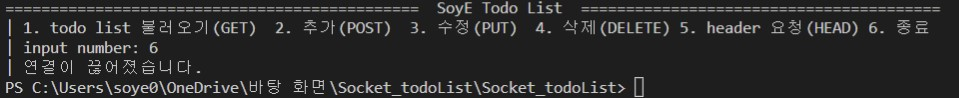 ============================================  SoyE Todo List  ======================================
| 1. todo list 불러오기(GET)  2. 추가(POST)  3. 수정(PUT)  4. 삭제(DELETE) 5. header 요청(HEAD) 6. 종료
| input number: 6
| 연결이 끊어졌습니다.
PS C:\Users\soye0\OneDrive\바탕 화면\Socket_todoList\Socket_todoList>